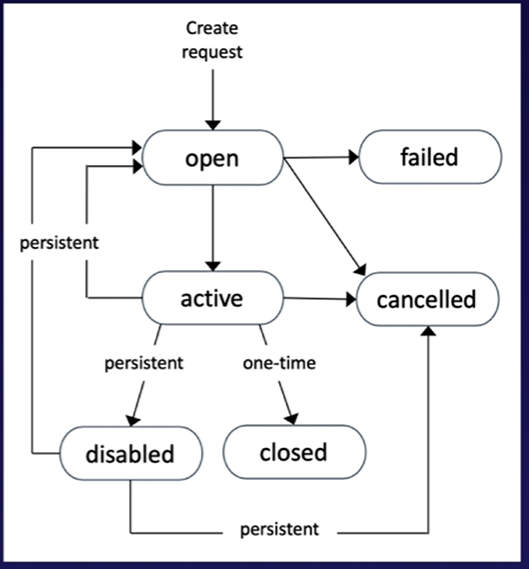 Create
request
open
failed
persistent
active
cancelled
persistent
one-time
disabled
closed
persistent